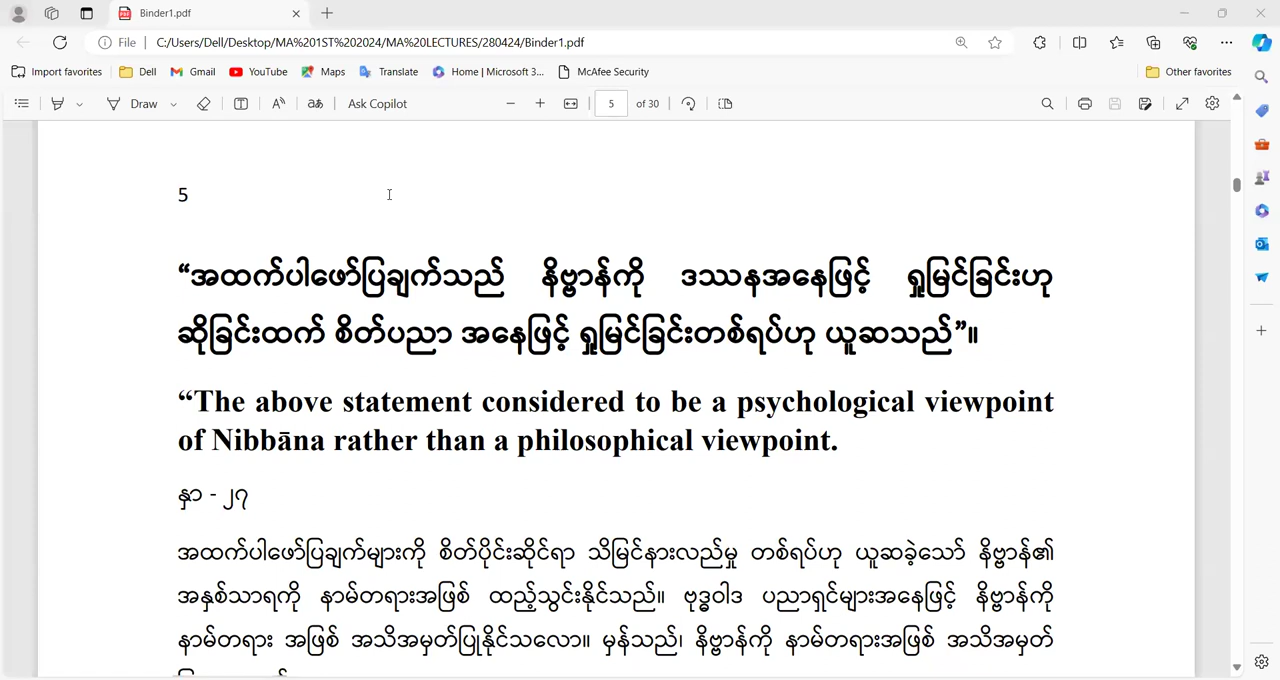 Binder1.pdf
File
C:/Users/Dell/Desktop/MA%201ST%202024/MA%20LECTURES/280424/Binder1.pdf
Import favorites Dell Gmail YouTube Maps Translate Home | Microsoft 3... McAfee Security Other favorites
Draw Ask Copilot 5 of 30
5
“အထက်ပါဖော်ပြချက်သည် နိဗ္ဗာန်ကို ဒဿနအနေဖြင့် ရှုမြင်ခြင်းဟု
ဆိုခြင်းထက် စိတ်ပညာ အနေဖြင့် ရှုမြင်ခြင်းတစ်ရပ်ဟု ယူဆသည်”။
“The above statement considered to be a psychological viewpoint
of Nibbāna rather than a philosophical viewpoint.
နှာ - ၂၇
အထက်ပါဖော်ပြချက်များကို စိတ်ပိုင်းဆိုင်ရာ သိမြင်နားလည်မှု တစ်ရပ်ဟု ယူဆခဲ့သော် နိဗ္ဗာန်၏
အနှစ်သာရကို နာမ်တရားအဖြစ် ထည့်သွင်းနိုင်သည်။ ဗုဒ္ဓဝါဒ ပညာရှင်များအနေဖြင့် နိဗ္ဗာန်ကို
နာမ်တရား အဖြစ် အသိအမှတ်ပြုနိုင်သလော။ မှန်သည်၊ နိဗ္ဗာန်ကို နာမ်တရားအဖြစ် အသိအမှတ်